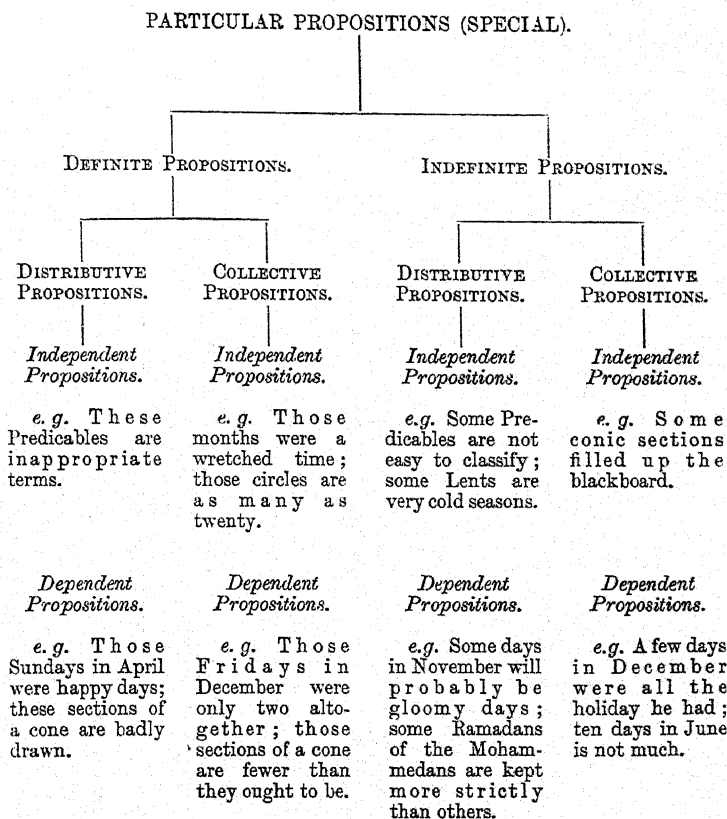 PARTICULAR PROPOSITIONS (SPECIAL).
DEFINITE PROPOSITIONS.
INDEFINITE PROPOSITIONS.
DISTRIBUTIVE
PROPOSITIONS.
COLLECTIVE
PROPOSITIONS.
DISTRIBUTIVE
PROPOSITIONS.
COLLECTIVE
PROPOSITIONS.
Independent
Propositions.
Independent
Propositions.
Independent
Propositions.
Independent
Propositions.
e. g. These
Predicables are
inappropriate
terms.
e. g. Those
months were a
wretched time;
those circles are
as many as
twenty.
e.g. Some Pre-
dicables are not
easy to classify;
some Lents are
very cold seasons.
e. g. Some
conic sections
filled up the
blackboard.
Dependent
Propositions.
Dependent
Propositions.
Dependent
Propositions.
Dependent
Propositions.
e. g. Those
Sundays in April
were happy days;
these sections of
a cone are badly
drawn.
e. g. Those
Fridays in
December were
only two alto-
gether; those
sections of a cone
are fewer than
they ought to be.
e.g. Some days
in November will
probably be
gloomy days;
some Ramadans
of the Moham-
medans are kept
more strictly
than others.
e.g. A few days
in December
were all the
holiday he had;
ten days in June
is not much.